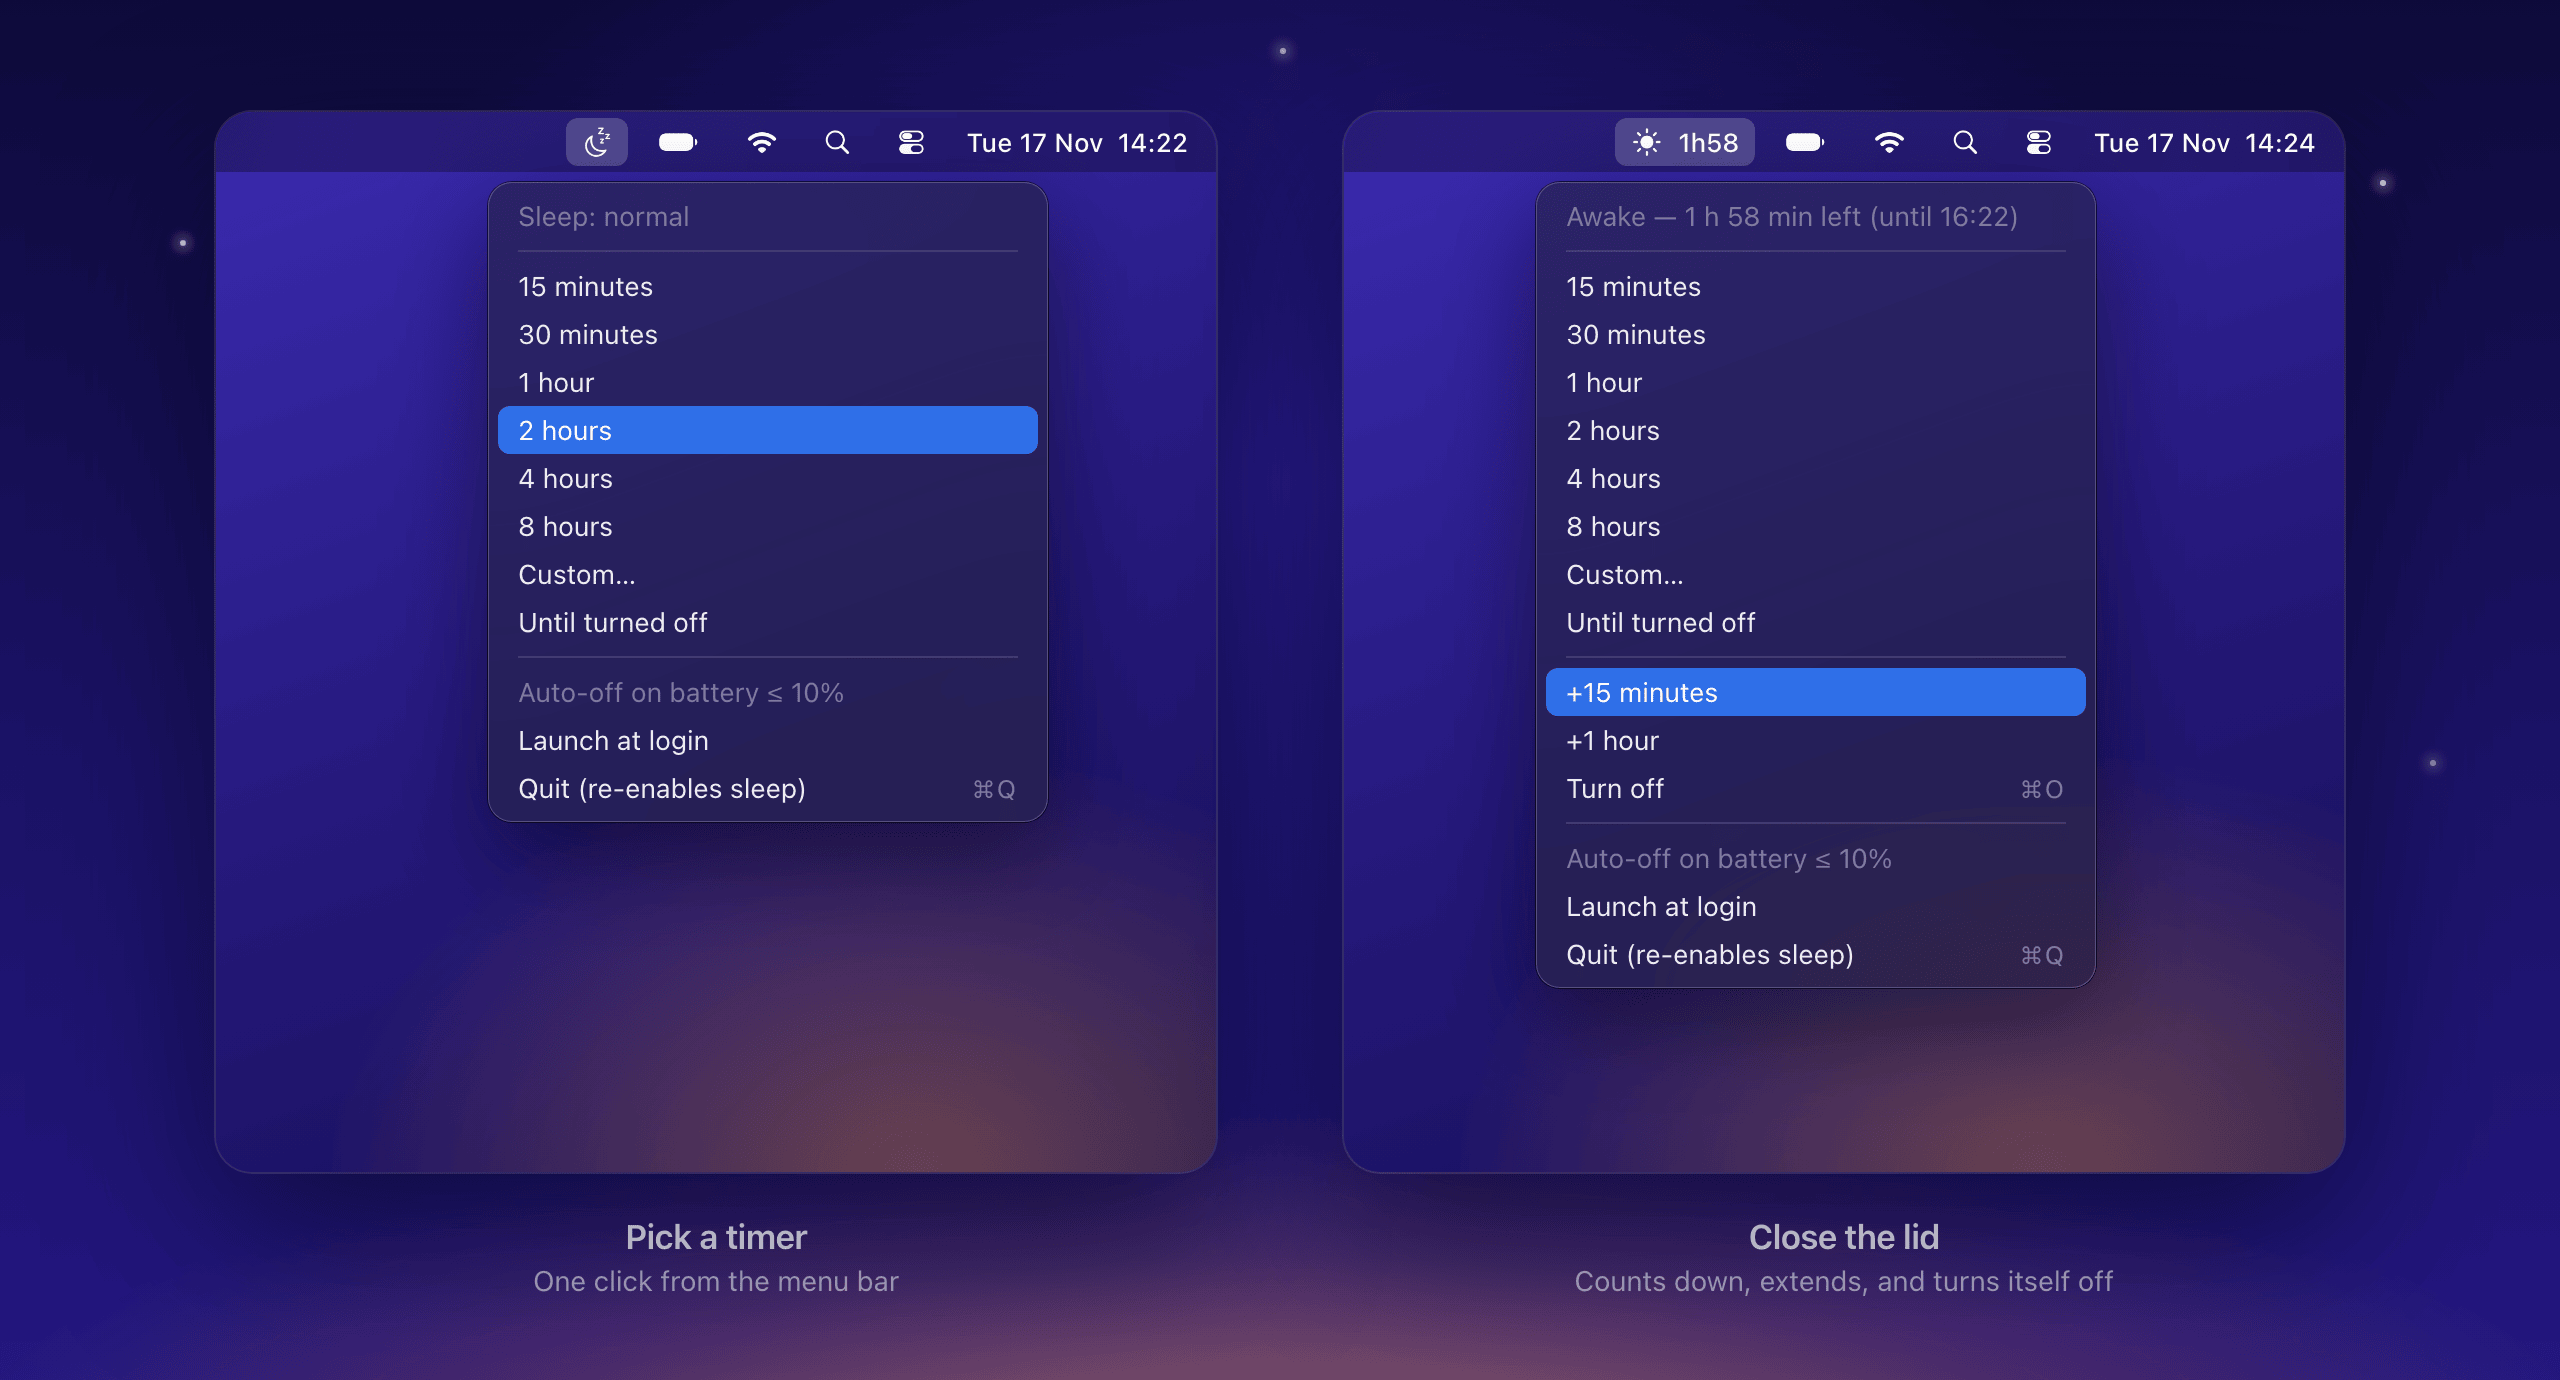 Tue 17 Nov 14:22
Sleep: normal
15 minutes
30 minutes
1 hour
2 hours
4 hours
8 hours
Custom...
Until turned off
Auto-off on battery ≤ 10%
Launch at login
Quit (re-enables sleep) ⌘Q
Pick a timer
One click from the menu bar
1h58 Tue 17 Nov 14:24
Awake — 1 h 58 min left (until 16:22)
15 minutes
30 minutes
1 hour
2 hours
4 hours
8 hours
Custom...
Until turned off
+15 minutes
+1 hour
Turn off ⌘O
Auto-off on battery ≤ 10%
Launch at login
Quit (re-enables sleep) ⌘Q
Close the lid
Counts down, extends, and turns itself off